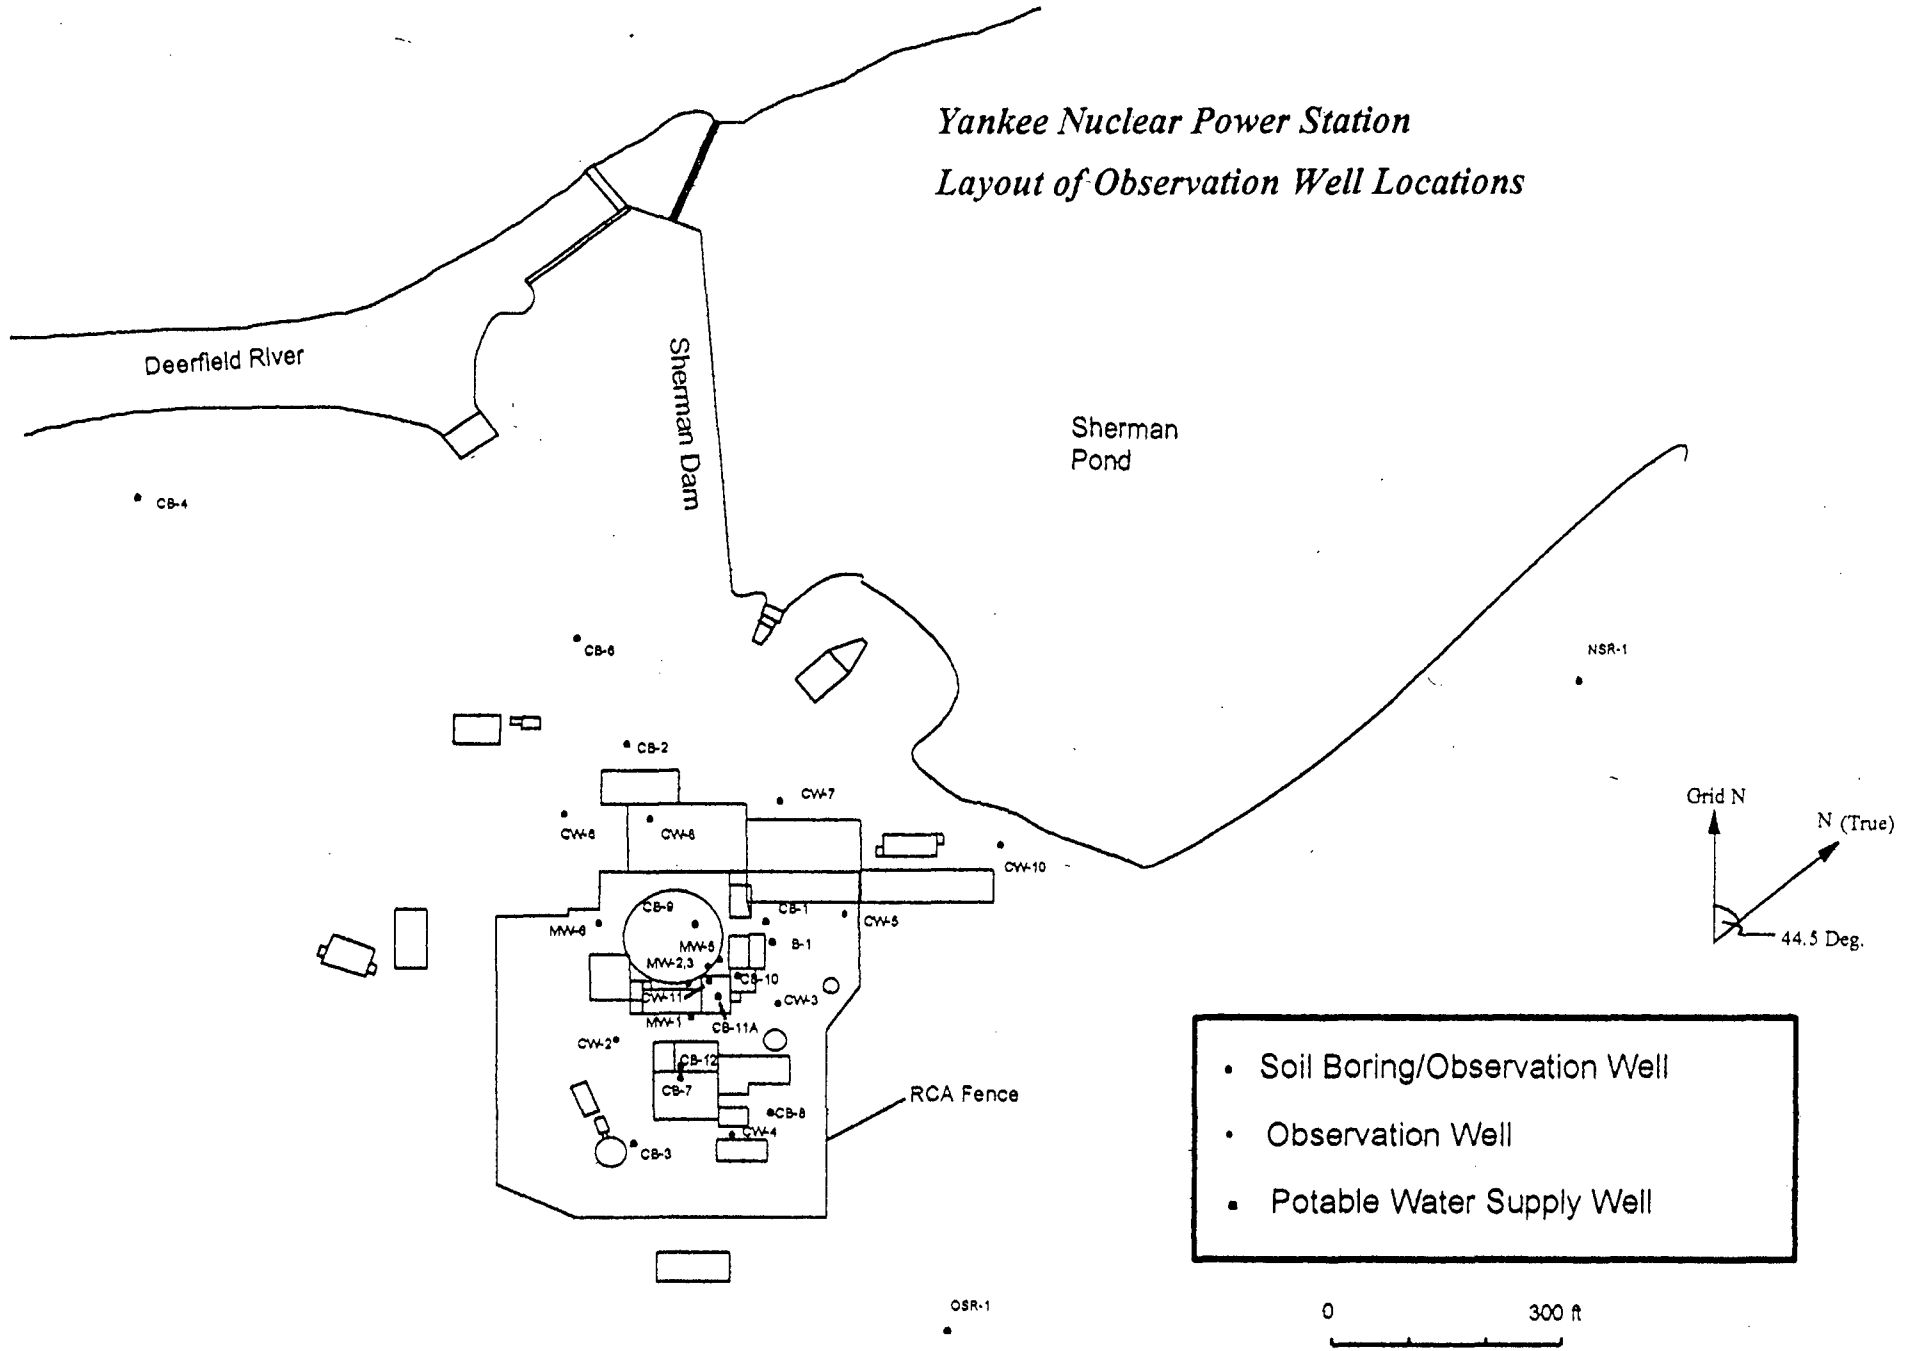 Yankee Nuclear Power Station
Layout of Observation Well Locations
Deerfield River
Sherman Dam
Sherman
Pond
CB-4
CB-6
NSR-1
CB-2
CW-7
CW-6
CW-8
CW-10
Grid N
N (True)
44.5 Deg.
CB-9
CB-1
CW-5
MW-6
MW-5
B-1
MW-2,3
CB-10
CW-11
CW-3
MW-1
CB-11A
CW-2
CB-12
CB-7
CB-8
CW-4
CB-3
RCA Fence
Soil Boring/Observation Well
Observation Well
Potable Water Supply Well
OSR-1
0 300 ft